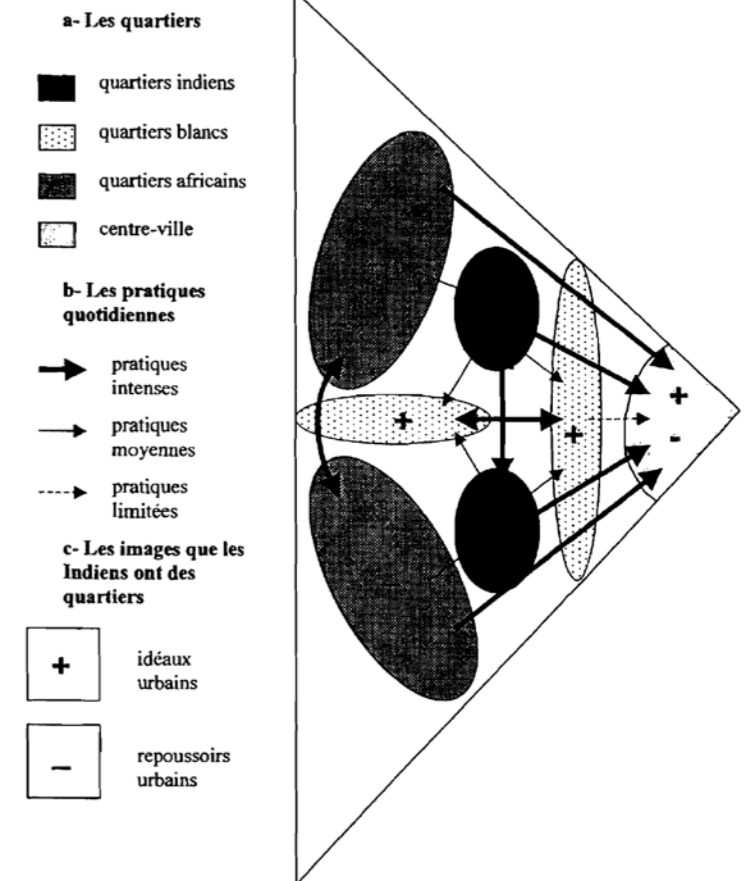 a- Les quartiers
quartiers indiens
quartiers blancs
quartiers africains
centre-ville
b- Les pratiques
quotidiennes
pratiques
intenses
pratiques
moyennes
pratiques
limitées
c- Les images que les
Indiens ont des
quartiers
+
idéaux
urbains
–
repoussoirs
urbains
+
+
+
-